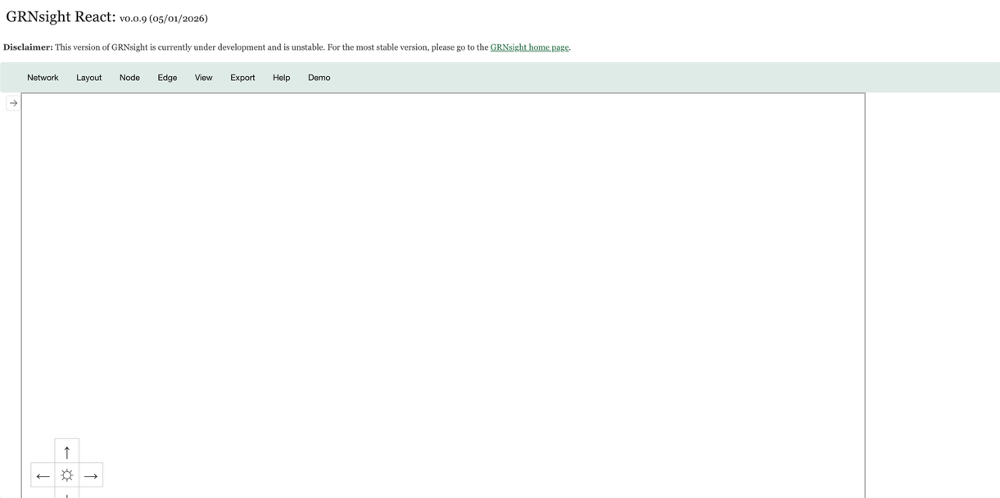 GRNsight React: v0.0.9 (05/01/2026)
Disclaimer: This version of GRNsight is currently under development and is unstable. For the most stable version, please go to the GRNsight home page.
Network Layout Node Edge View Export Help Demo